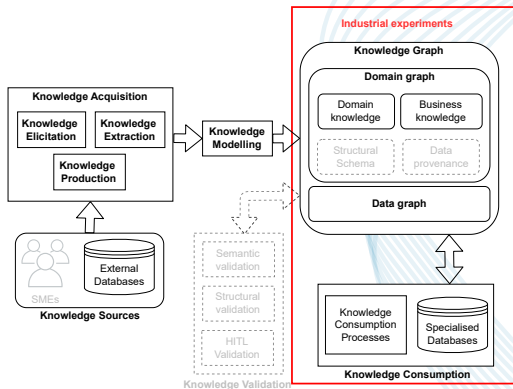 Industrial experiments
Knowledge Graph
Domain graph
Domain
knowledge
Business
knowledge
Structural
Schema
Data
provenance
Data graph
Knowledge Acquisition
Knowledge
Elicitation
Knowledge
Extraction
Knowledge
Production
Knowledge
Modelling
SMEs
External
Databases
Knowledge Sources
Semantic
validation
Structural
validation
HITL
Validation
Knowledge Validation
Knowledge
Consumption
Processes
Specialised
Databases
Knowledge Consumption